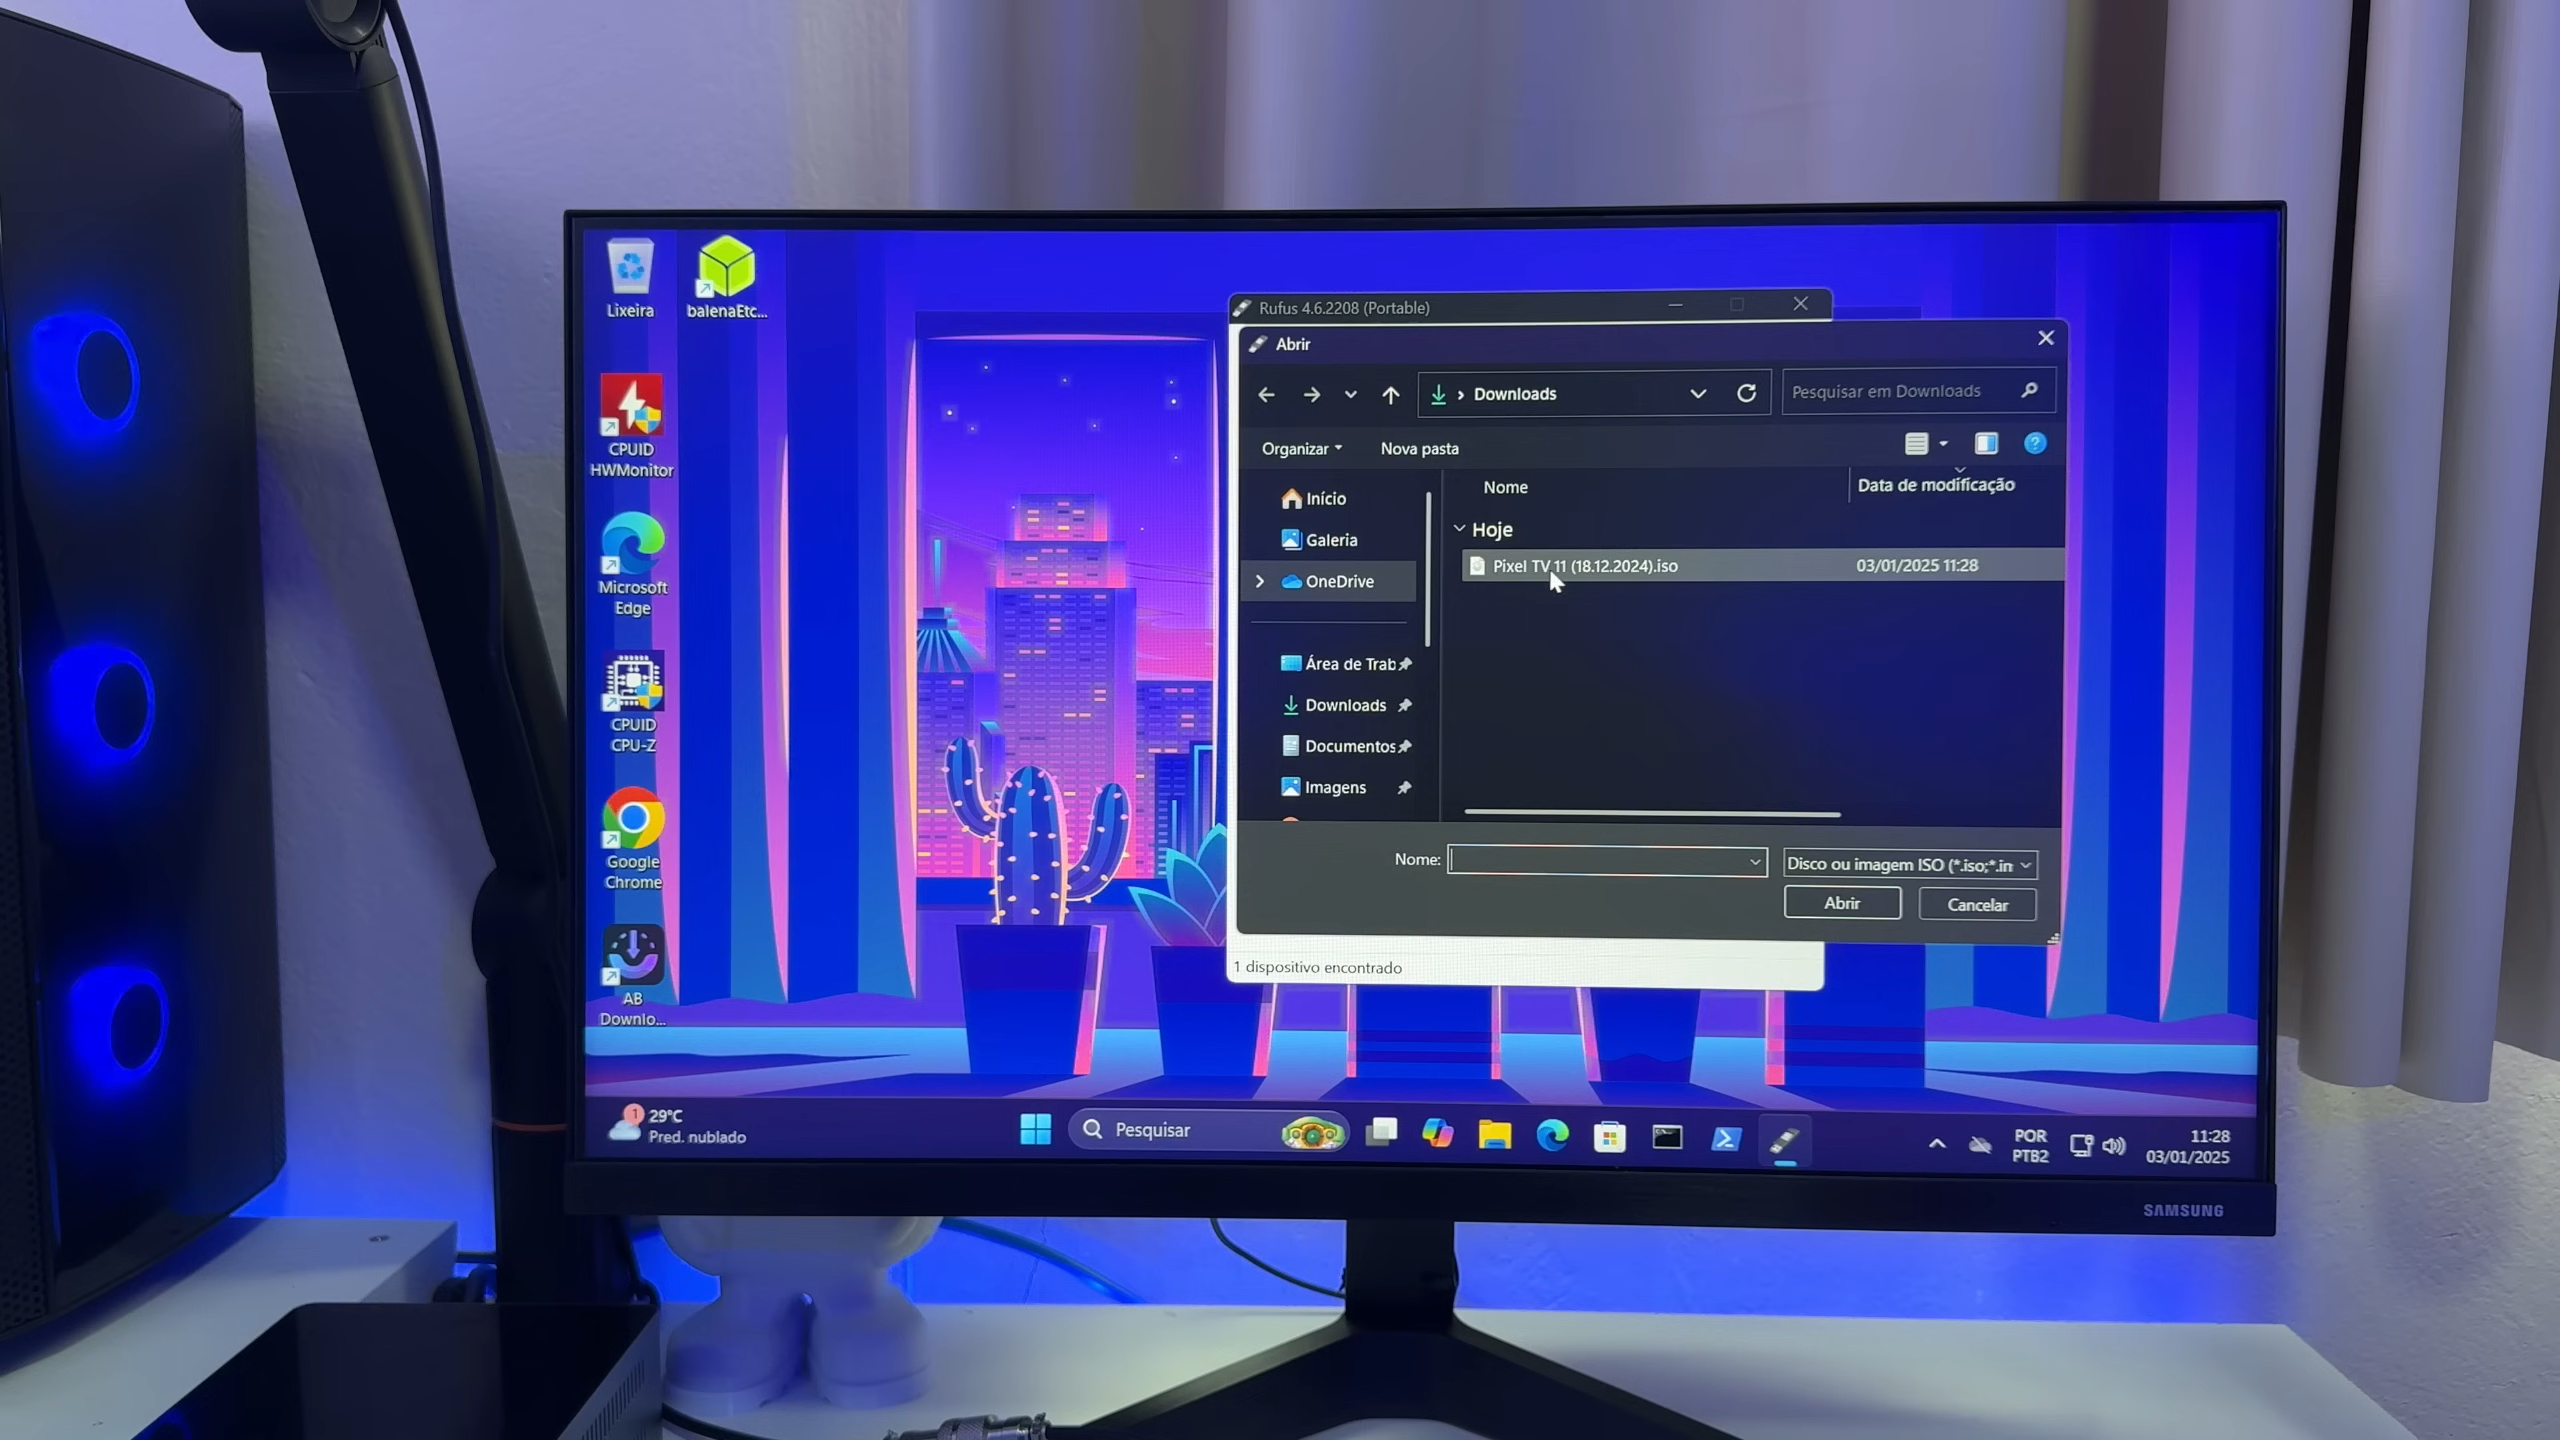 Lixeira
balenaEtc...
CPUID
HWMonitor
Microsoft
Edge
CPUID
CPU-Z
Google
Chrome
AB
Downlo...
Rufus 4.6.2208 (Portable)
Abrir
Downloads
Pesquisar em Downloads
Organizar
Nova pasta
Nome
Data de modificação
Início
Galeria
OneDrive
Área de Trab
Downloads
Documentos
Imagens
Hoje
Pixel TV 11 (18.12.2024).iso
03/01/2025 11:28
Nome:
Disco ou imagem ISO (*.iso;*.in
Abrir
Cancelar
1 dispositivo encontrado
1
29°C
Pred. nublado
Pesquisar
POR
PTB2
11:28
03/01/2025
SAMSUNG